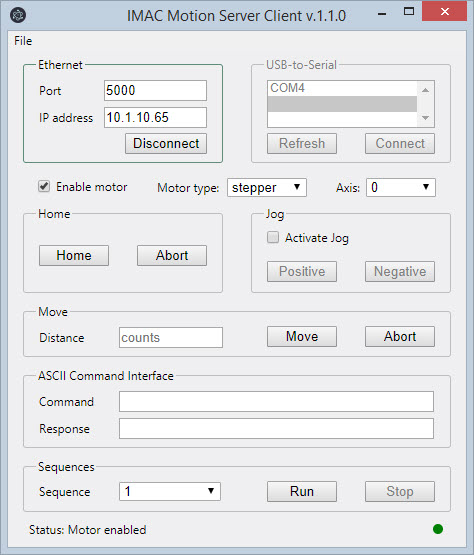 IMAC Motion Server Client v.1.1.0
File
Ethernet
USB-to-Serial
Port 5000
COM4
IP address 10.1.10.65
Disconnect
Refresh Connect
Enable motor Motor type: stepper Axis: 0
Home
Jog
Activate Jog
Home Abort
Positive Negative
Move
Distance counts Move Abort
ASCII Command Interface
Command
Response
Sequences
Sequence 1 Run Stop
Status: Motor enabled